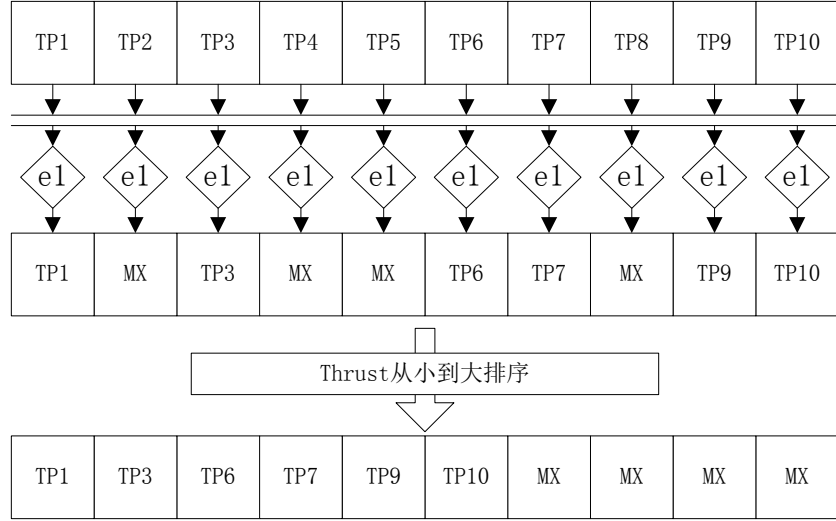 TP1 TP2 TP3 TP4 TP5 TP6 TP7 TP8 TP9 TP10
e1 e1 e1 e1 e1 e1 e1 e1 e1 e1
TP1 MX TP3 MX MX TP6 TP7 MX TP9 TP10
Thrust从小到大排序
TP1 TP3 TP6 TP7 TP9 TP10 MX MX MX MX